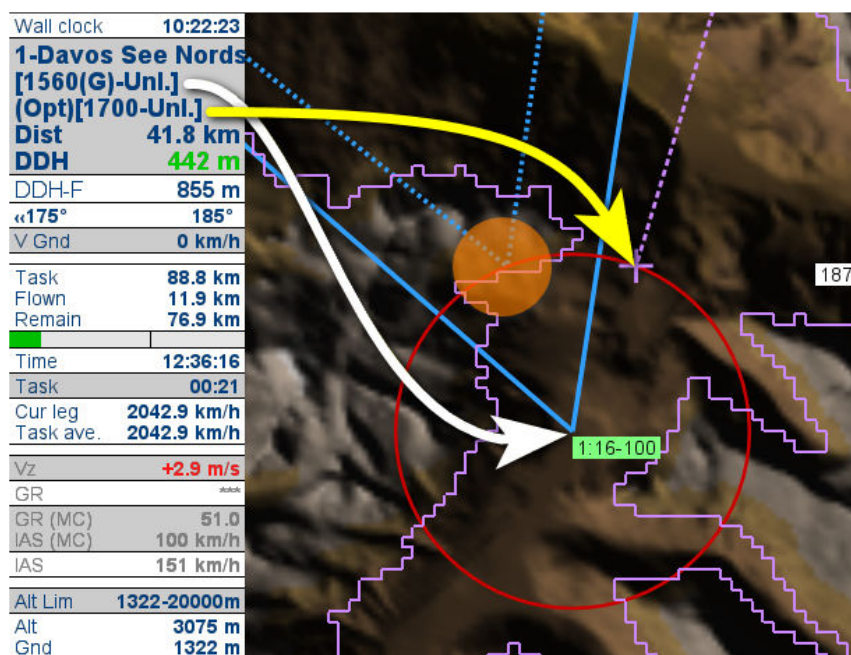 Wall clock 10:22:23
1-Davos See Nords
[1560(G)-Unl.]
(Opt)[1700-Unl.]
Dist 41.8 km
DDH 442 m
DDH-F 855 m
«175° 185°
V Gnd 0 km/h
187
Task 88.8 km
Flown 11.9 km
Remain 76.9 km
Time 12:36:16
Task 00:21
Cur leg 2042.9 km/h
Task ave. 2042.9 km/h
1:16-100
Vz +2.9 m/s
GR ***
GR (MC) 51.0
IAS (MC) 100 km/h
IAS 151 km/h
Alt Lim 1322-20000m
Alt 3075 m
Gnd 1322 m